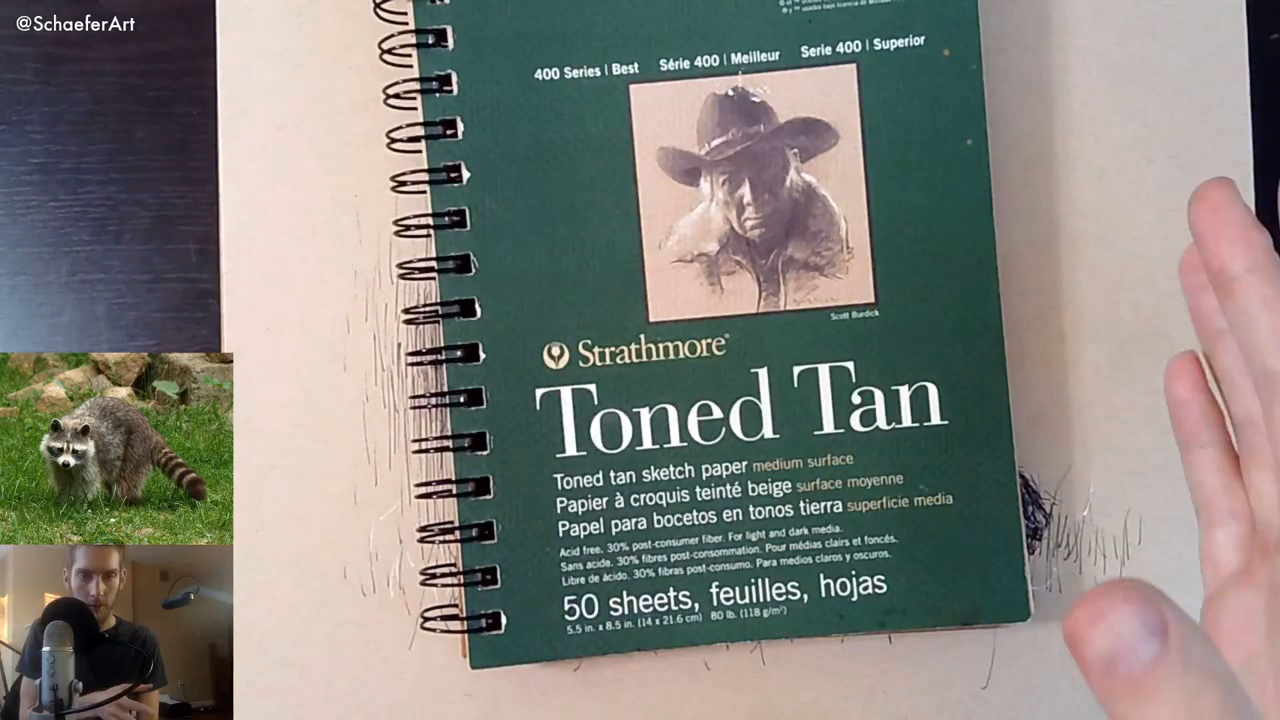 @SchaeferArt
400 Series | Best Série 400 | Meilleur Serie 400 | Superior
Scott Burdick
Strathmore®
Toned Tan
Toned tan sketch paper medium surface
Papier à croquis teinté beige surface moyenne
Papel para bocetos en tonos tierra superficie media
Acid free. 30% post-consumer fiber. For light and dark media.
Sans acide. 30% fibres post-consommation. Pour médias clairs et foncés.
Libre de ácido. 30% fibras post-consumo. Para medios claros y oscuros.
50 sheets, feuilles, hojas
5.5 in. x 8.5 in. (14 x 21.6 cm) 80 lb. (118 g/m²)